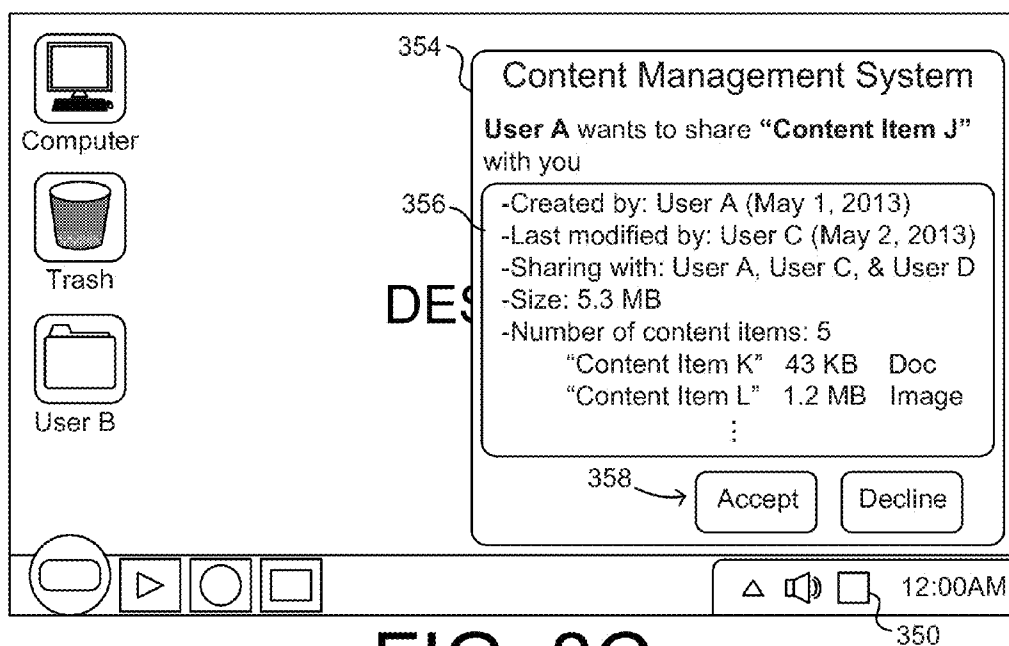 354
Content Management System
User A wants to share "Content Item J"
with you
356
-Created by: User A (May 1, 2013)
-Last modified by: User C (May 2, 2013)
-Sharing with: User A, User C, & User D
-Size: 5.3 MB
-Number of content items: 5
"Content Item K" 43 KB Doc
"Content Item L" 1.2 MB Image
⋮
358
Accept
Decline
Computer
Trash
User B
DES
12:00AM
350